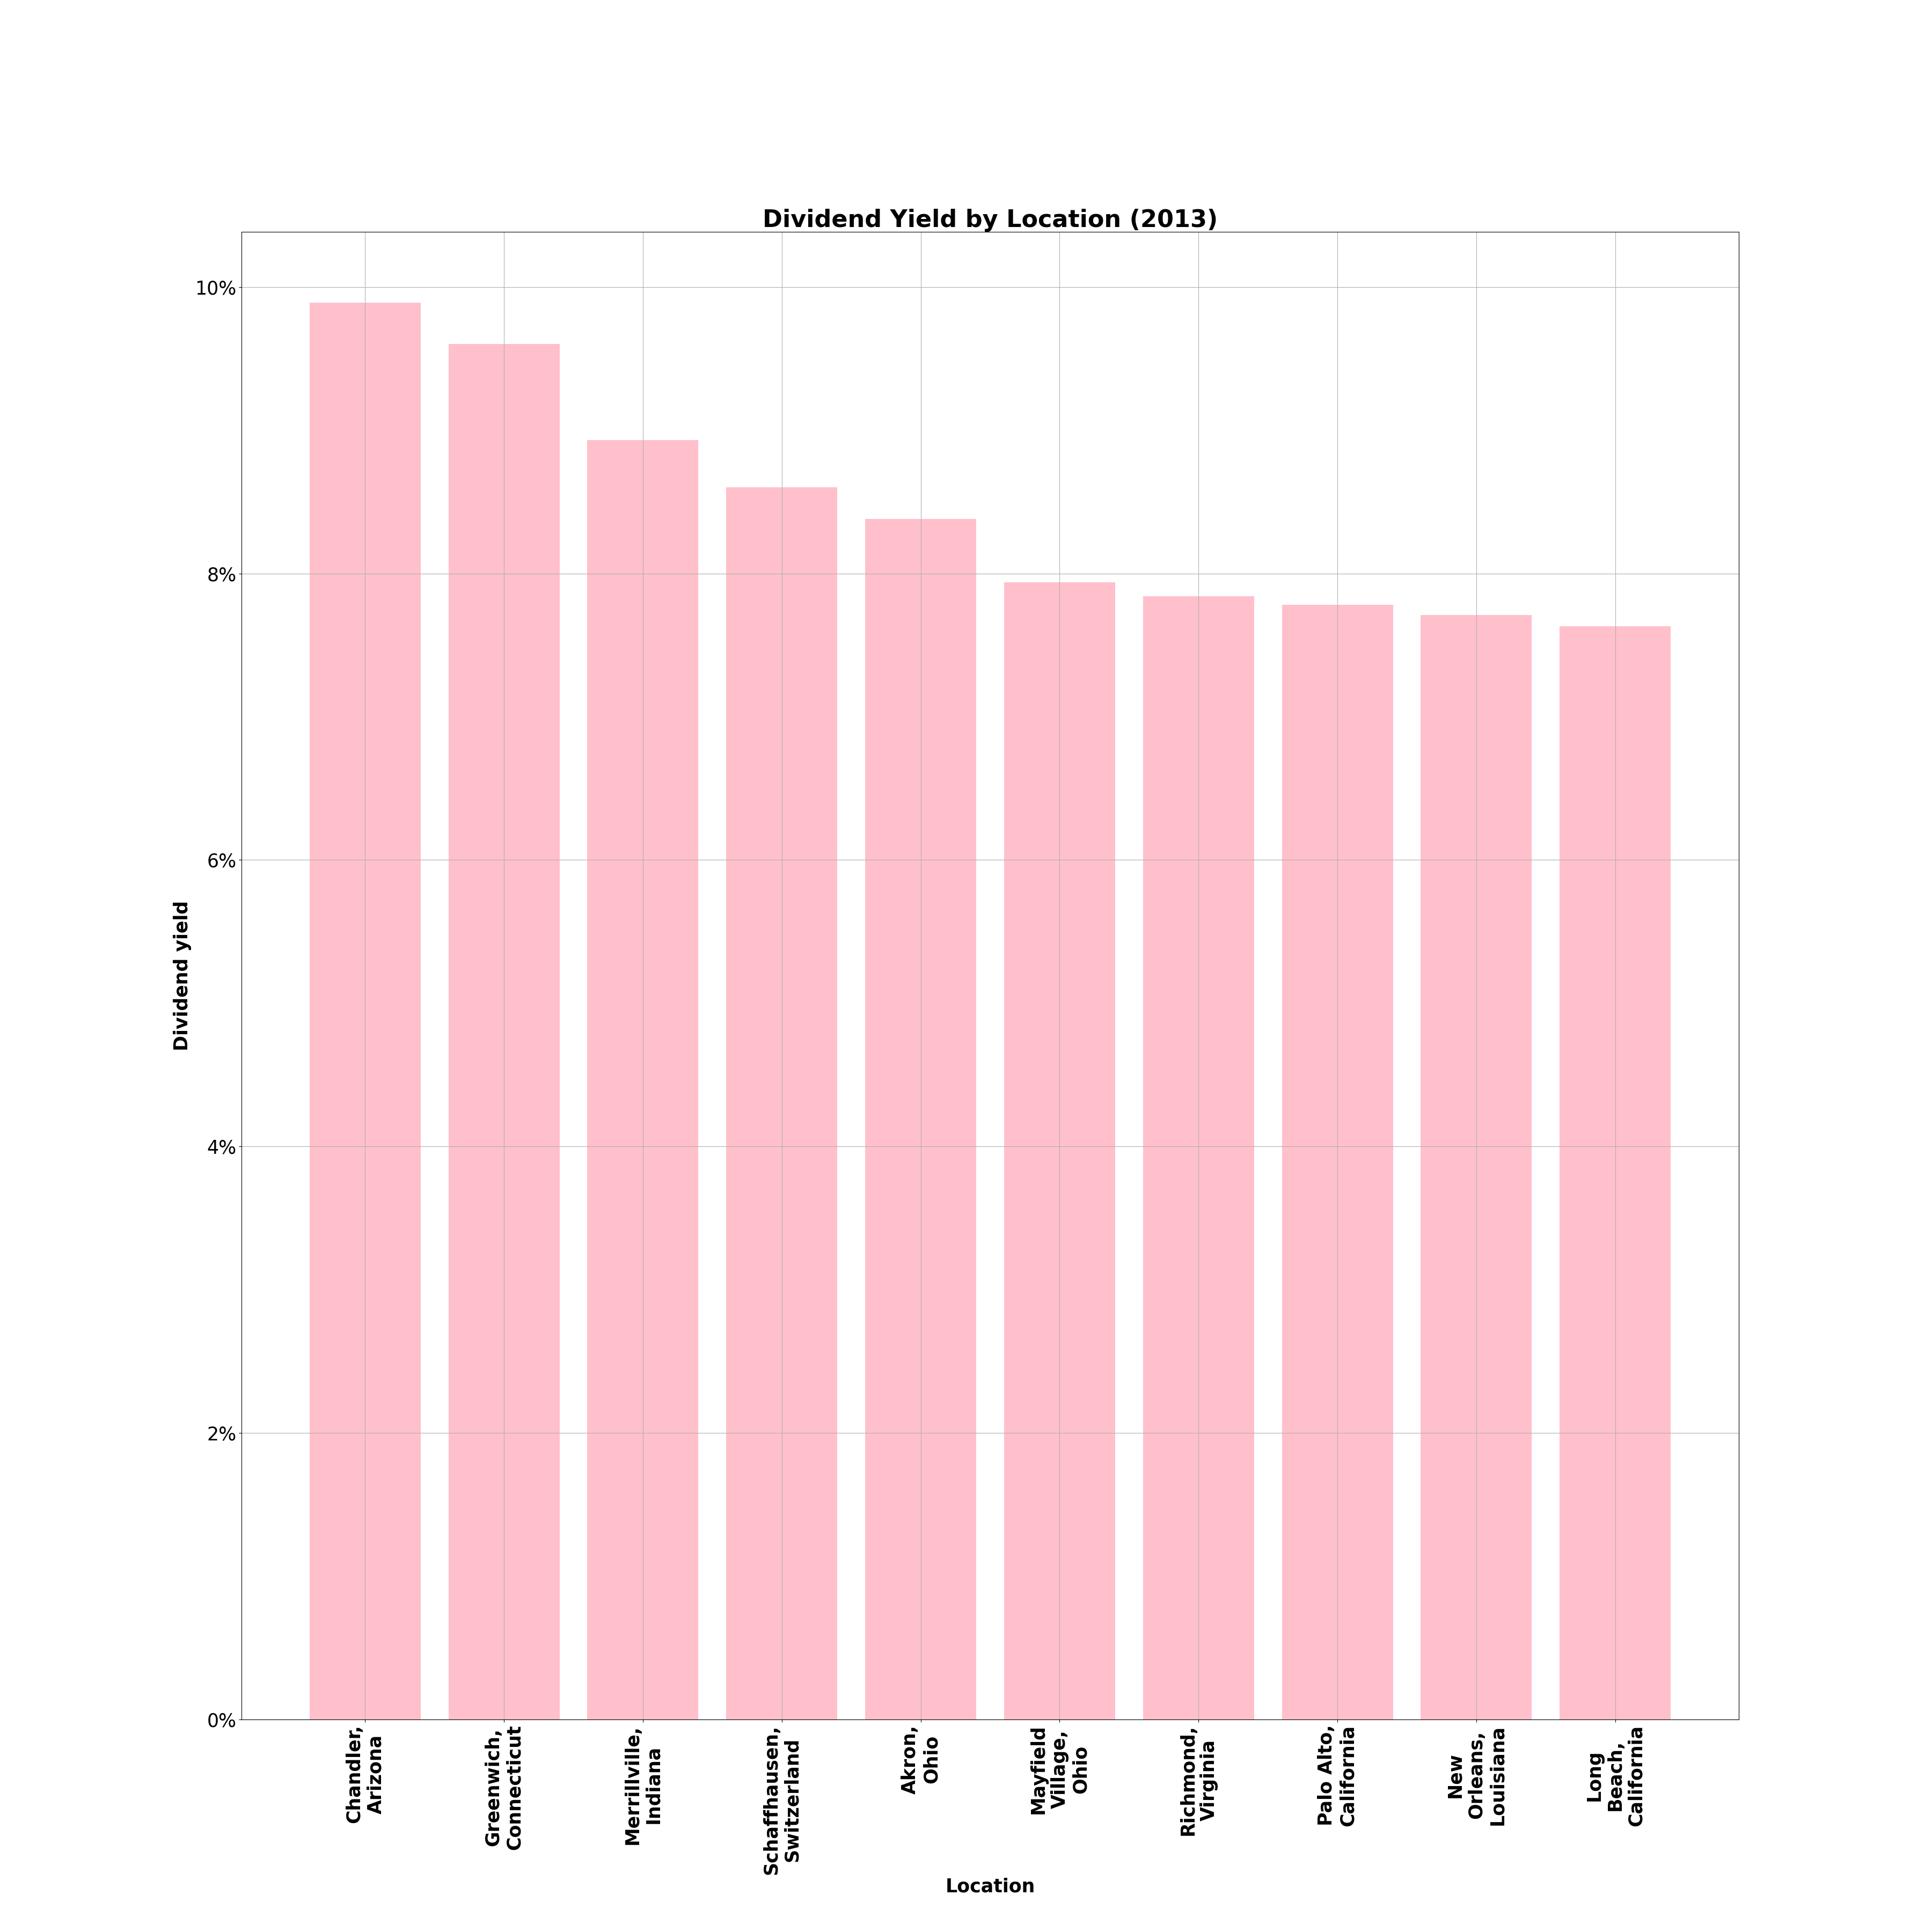 Dividend Yield by Location (2013)
10%
8%
6%
4%
2%
0%
Dividend yield
Chandler,
Arizona
Greenwich,
Connecticut
Merrillville,
Indiana
Schaffhausen,
Switzerland
Akron,
Ohio
Mayfield
Village,
Ohio
Richmond,
Virginia
Palo Alto,
California
New
Orleans,
Louisiana
Long
Beach,
California
Location